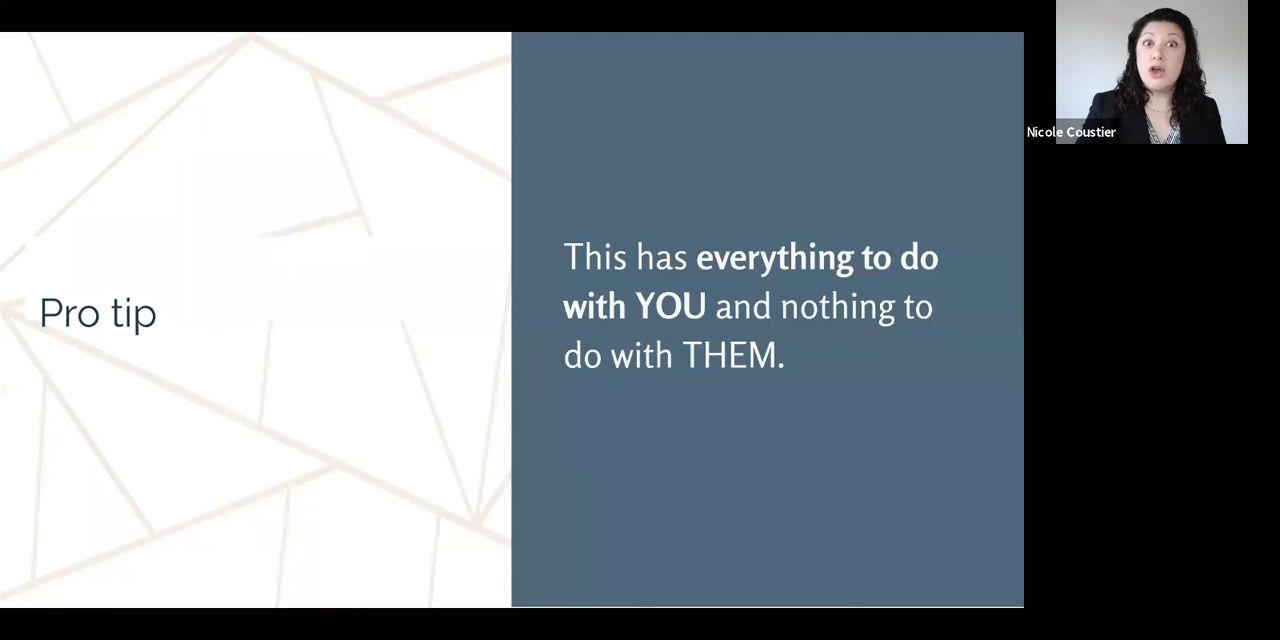 Pro tip
This has everything to do
with YOU and nothing to
do with THEM.
Nicole Coustier